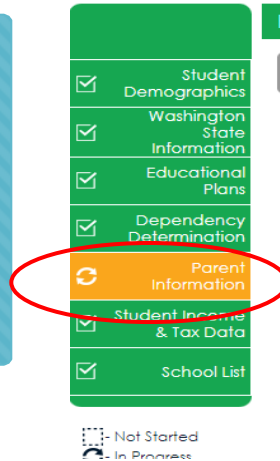 Student
Demographics
Washington
State
Information
Educational
Plans
Dependency
Determination
Parent
Information
Student Income
& Tax Data
School List
- Not Started
- In Progress